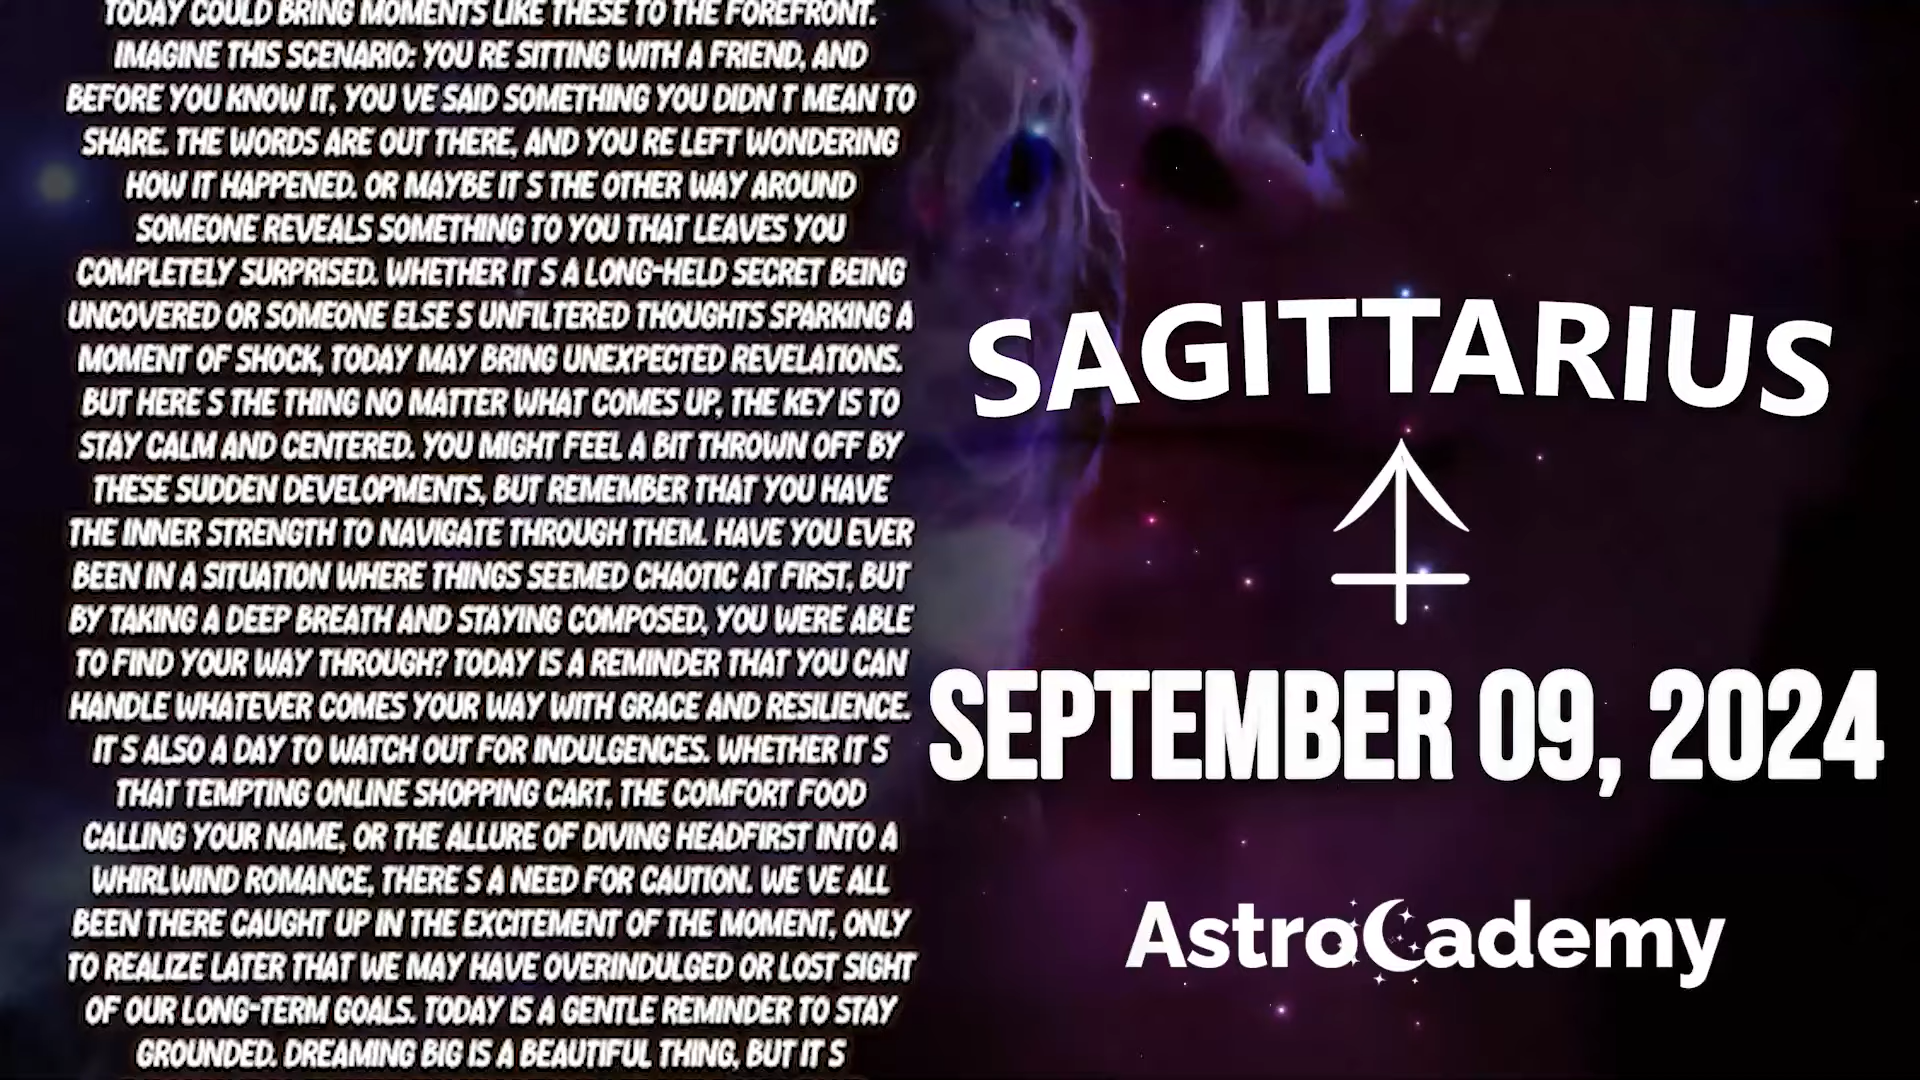 TODAY COULD BRING MOMENTS LIKE THESE TO THE FOREFRONT.
IMAGINE THIS SCENARIO: YOU RE SITTING WITH A FRIEND, AND
BEFORE YOU KNOW IT, YOU VE SAID SOMETHING YOU DIDN T MEAN TO
SHARE. THE WORDS ARE OUT THERE, AND YOU RE LEFT WONDERING
HOW IT HAPPENED. OR MAYBE IT S THE OTHER WAY AROUND
SOMEONE REVEALS SOMETHING TO YOU THAT LEAVES YOU
COMPLETELY SURPRISED. WHETHER IT S A LONG-HELD SECRET BEING
UNCOVERED OR SOMEONE ELSE S UNFILTERED THOUGHTS SPARKING A
MOMENT OF SHOCK, TODAY MAY BRING UNEXPECTED REVELATIONS.
BUT HERE S THE THING NO MATTER WHAT COMES UP, THE KEY IS TO
STAY CALM AND CENTERED. YOU MIGHT FEEL A BIT THROWN OFF BY
THESE SUDDEN DEVELOPMENTS, BUT REMEMBER THAT YOU HAVE
THE INNER STRENGTH TO NAVIGATE THROUGH THEM. HAVE YOU EVER
BEEN IN A SITUATION WHERE THINGS SEEMED CHAOTIC AT FIRST, BUT
BY TAKING A DEEP BREATH AND STAYING COMPOSED, YOU WERE ABLE
TO FIND YOUR WAY THROUGH? TODAY IS A REMINDER THAT YOU CAN
HANDLE WHATEVER COMES YOUR WAY WITH GRACE AND RESILIENCE.
IT S ALSO A DAY TO WATCH OUT FOR INDULGENCES. WHETHER IT S
THAT TEMPTING ONLINE SHOPPING CART, THE COMFORT FOOD
CALLING YOUR NAME, OR THE ALLURE OF DIVING HEADFIRST INTO A
WHIRLWIND ROMANCE, THERE S A NEED FOR CAUTION. WE VE ALL
BEEN THERE CAUGHT UP IN THE EXCITEMENT OF THE MOMENT, ONLY
TO REALIZE LATER THAT WE MAY HAVE OVERINDULGED OR LOST SIGHT
OF OUR LONG-TERM GOALS. TODAY IS A GENTLE REMINDER TO STAY
GROUNDED. DREAMING BIG IS A BEAUTIFUL THING, BUT IT S
SAGITTARIUS
SEPTEMBER 09, 2024
AstroCademy